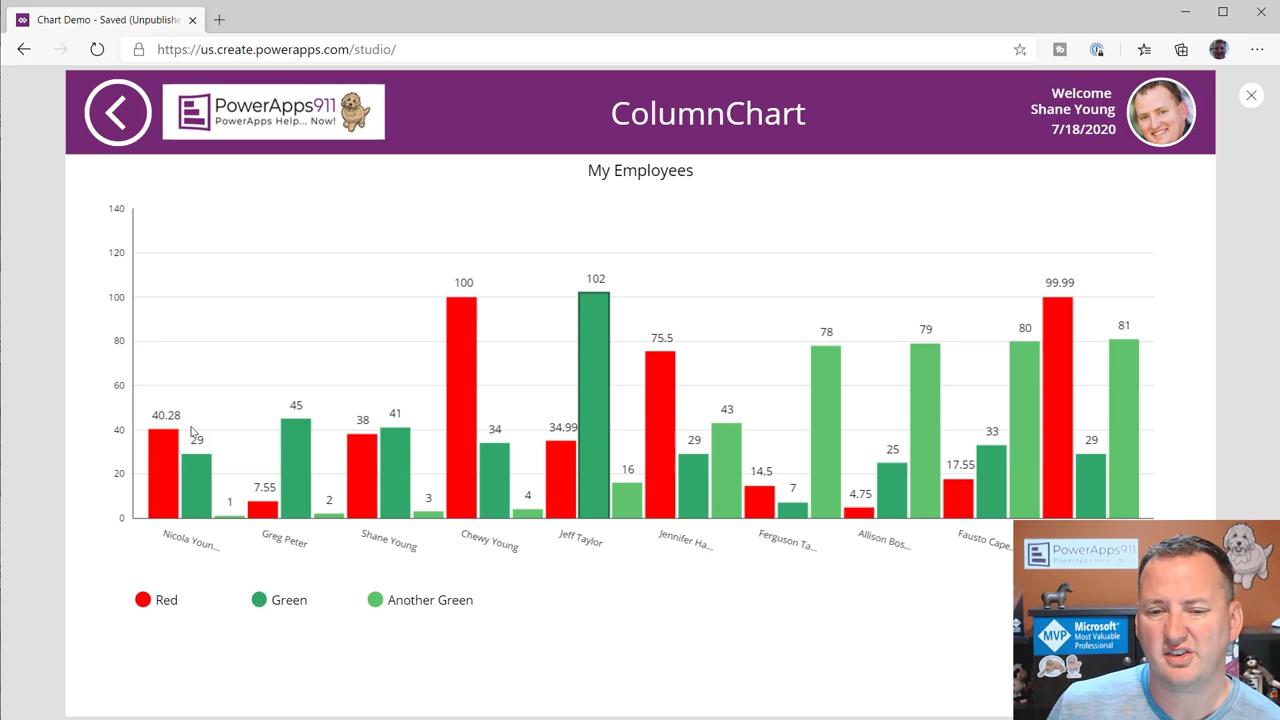 Chart Demo - Saved (Unpublishe
https://us.create.powerapps.com/studio/
PowerApps911
PowerApps Help... Now!
ColumnChart
Welcome
Shane Young
7/18/2020
My Employees
140
120
100
80
60
40
20
0
40.28
29
1
7.55
45
2
38
41
3
100
34
4
34.99
102
16
75.5
29
43
14.5
7
78
4.75
25
79
17.55
33
80
99.99
29
81
Nicola Youn...
Greg Peter
Shane Young
Chewy Young
Jeff Taylor
Jennifer Ha...
Ferguson Ta...
Allison Bos...
Fausto Cape...
Red
Green
Another Green
PowerApps911
PowerApps Help... Now!
MVP
Microsoft
Most Valuable
Professional